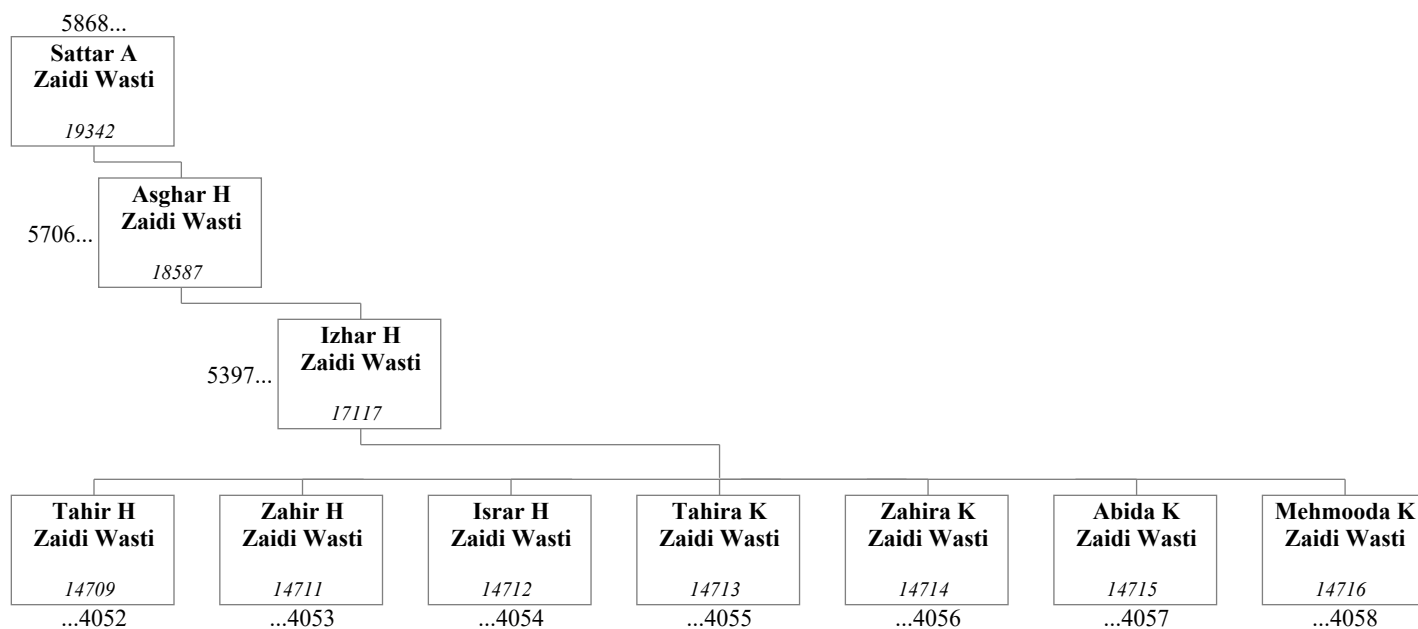 5868...
Sattar A
Zaidi Wasti
19342
5706...
Asghar H
Zaidi Wasti
18587
5397...
Izhar H
Zaidi Wasti
17117
Tahir H
Zaidi Wasti
14709
...4052
Zahir H
Zaidi Wasti
14711
...4053
Israr H
Zaidi Wasti
14712
...4054
Tahira K
Zaidi Wasti
14713
...4055
Zahira K
Zaidi Wasti
14714
...4056
Abida K
Zaidi Wasti
14715
...4057
Mehmooda K
Zaidi Wasti
14716
...4058